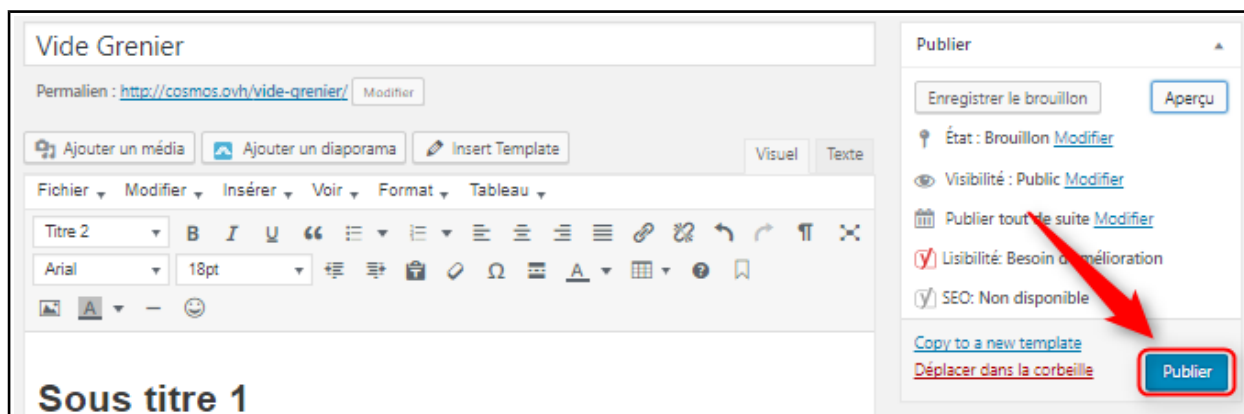 Vide Grenier
Permalien : http://cosmos.ovh/vide-grenier/ Modifier
Ajouter un média Ajouter un diaporama Insert Template
Visuel Texte
Fichier Modifier Insérer Voir Format Tableau
Titre 2 B I U
Arial 18pt Ω A
A
Sous titre 1
Publier
Enregistrer le brouillon Aperçu
État : Brouillon Modifier
Visibilité : Public Modifier
Publier tout de suite Modifier
Lisibilité: Besoin d'amélioration
SEO: Non disponible
Copy to a new template
Déplacer dans la corbeille Publier